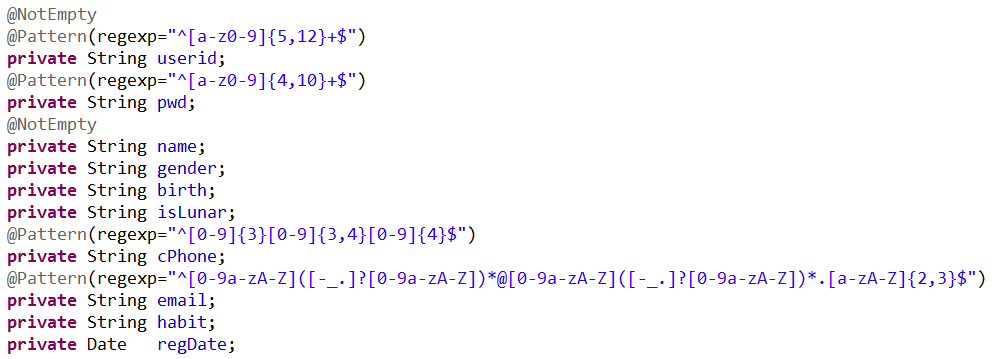 @NotEmpty
@Pattern(regexp="^[a-z0-9]{5,12}+$")
private String userid;
@Pattern(regexp="^[a-z0-9]{4,10}+$")
private String pwd;
@NotEmpty
private String name;
private String gender;
private String birth;
private String isLunar;
@Pattern(regexp="^[0-9]{3}[0-9]{3,4}[0-9]{4}$")
private String cPhone;
@Pattern(regexp="^[0-9a-zA-Z]([-_.]?[0-9a-zA-Z])*@[0-9a-zA-Z]([-_.]?[0-9a-zA-Z])*.[a-zA-Z]{2,3}$")
private String email;
private String habit;
private Date   regDate;